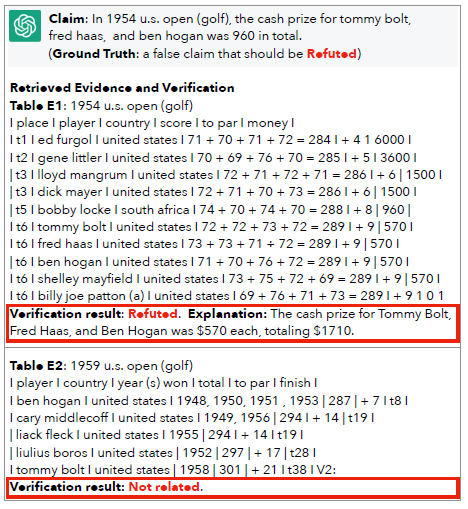 Claim: In 1954 u.s. open (golf), the cash prize for tommy bolt,
fred haas, and ben hogan was 960 in total.
(Ground Truth: a false claim that should be Refuted)
Retrieved Evidence and Verification
Table E1: 1954 u.s. open (golf)
I place I player I country I score I to par I money I
I t1 I ed furgol I united states I 71 + 70 + 71 + 72 = 284 I + 4 1 6000 I
I t2 I gene littler I united states I 70 + 69 + 76 + 70 = 285 I + 5 I 3600 I
| t3 I lloyd mangrum I united states I 72 + 71 + 72 + 71 = 286 I + 6 | 1500 I
| t3 I dick mayer I united states I 72 + 71 + 70 + 73 = 286 I + 6 | 1500 I
| t5 I bobby locke I south africa I 74 + 70 + 74 + 70 = 288 I + 8 | 960 |
I t6 I tommy bolt I united states I 72 + 72 + 73 + 72 = 289 I + 9 | 570 I
I t6 I fred haas I united states I 73 + 73 + 71 + 72 = 289 I + 9 | 570 I
| t6 I ben hogan I united states I 71 + 70 + 76 + 72 = 289 I + 9 | 570 I
I t6 I shelley mayfield I united states I 73 + 75 + 72 + 69 = 289 I + 9 | 570 I
I t6 I billy joe patton (a) I united states I 69 + 76 + 71 + 73 = 289 I + 9 1 0 1
Verification result: Refuted. Explanation: The cash prize for Tommy Bolt,
Fred Haas, and Ben Hogan was $570 each, totaling $1710.
Table E2: 1959 u.s. open (golf)
I player I country I year (s) won I total I to par I finish I
I ben hogan I united states I 1948, 1950, 1951 , 1953 | 287 | + 7 I t8 I
I cary middlecoff I united states I 1949, 1956 | 294 I + 14 | t19 I
| liack fleck I united states I 1955 | 294 I + 14 I t19 I
| liulius boros I united states I 1952 | 297 | + 17 | t28 I
I tommy bolt I united states | 1958 | 301 | + 21 I t38 I V2:
Verification result: Not related.